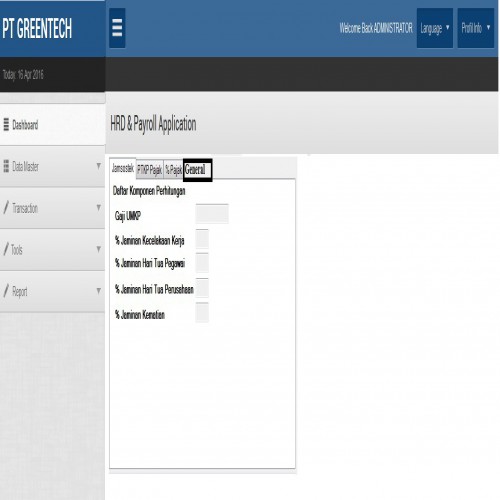 PT GREENTECH
Welcome Back ADMINISTRATOR Language Profil Info
Today: 16 Apr 2016
Dashboard
HRD & Payroll Application
Data Master
Transaction
Tools
Report
Jamsostek PTKP Pajak % Pajak General
Daftar Komponen Perhitungan
Gaji UMKP
% Jaminan Kecelakaan Kerja
% Jaminan Hari Tua Pegawai
% Jaminan Hari Tua Perusahaan
% Jaminan Kematian